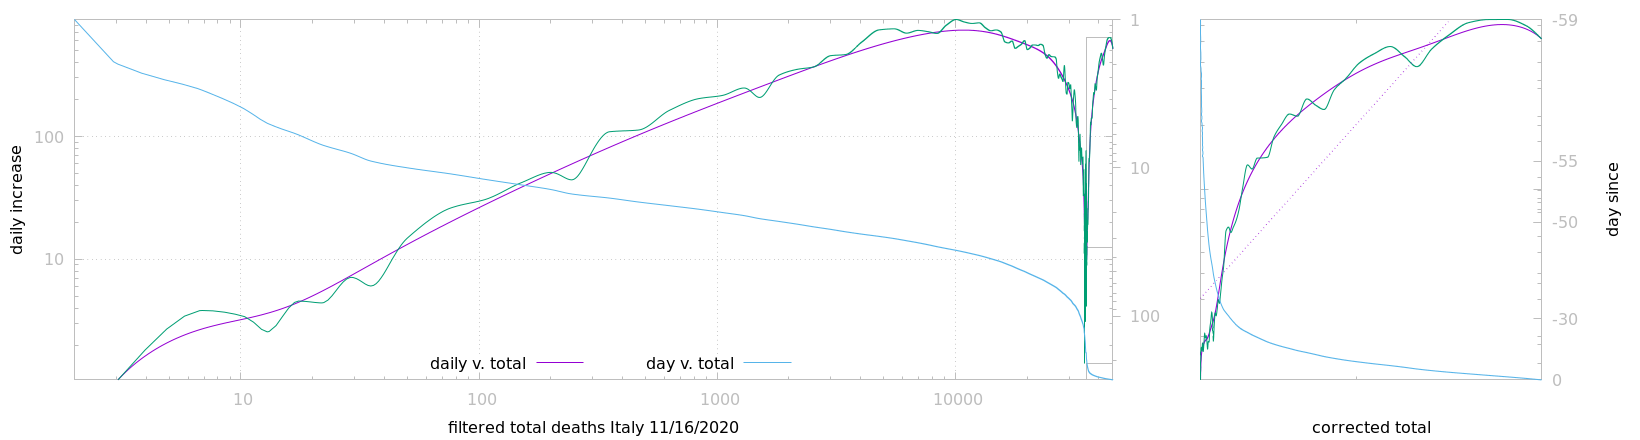 1
-59
100
10
-55
daily increase
day since
-50
10
100
-30
daily v. total
day v. total
0
10
100
1000
10000
filtered total deaths Italy 11/16/2020
corrected total